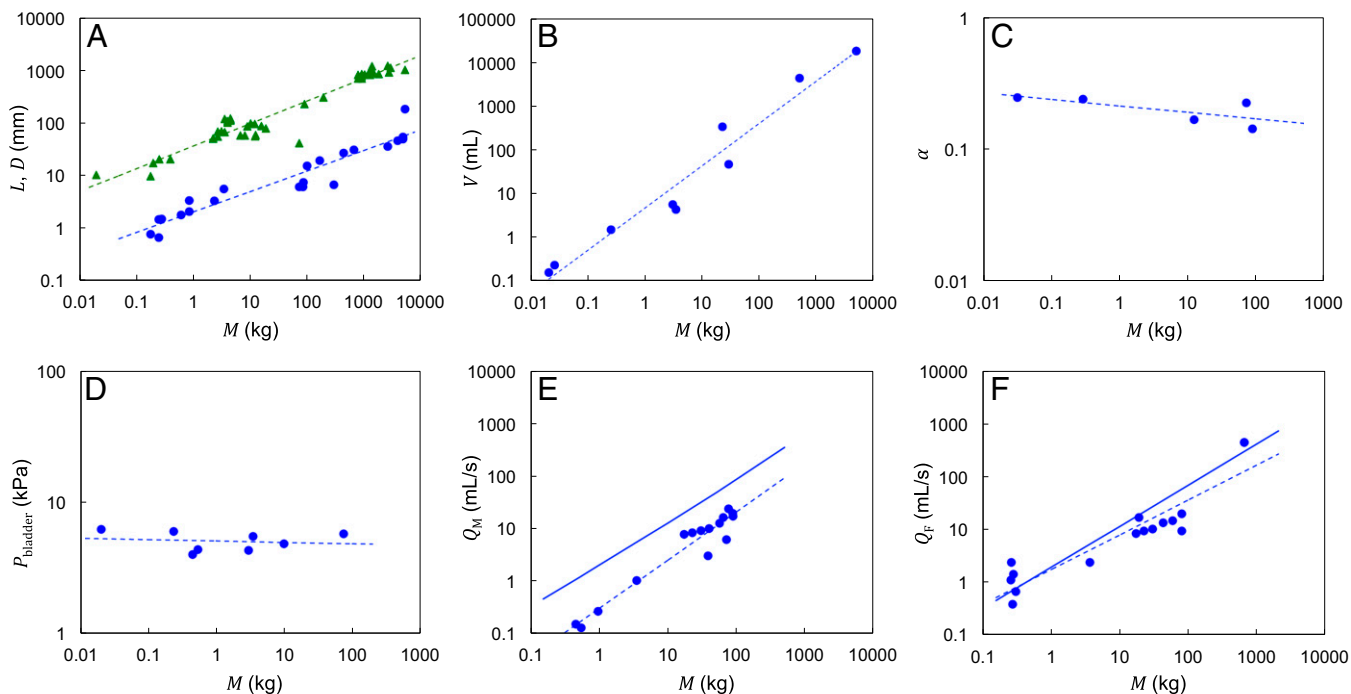 A
10000
1000
100
10
1
0.1
L, D (mm)
0.01 0.1 1 10 100 1000 10000
M (kg)
B
100000
10000
1000
100
10
1
0.1
V (mL)
0.01 0.1 1 10 100 1000 10000
M (kg)
C
1
0.1
0.01
α
0.01 0.1 1 10 100 1000
M (kg)
D
100
10
1
Pbladder (kPa)
0.01 0.1 1 10 100 1000
M (kg)
E
10000
1000
100
10
1
0.1
QM (mL/s)
0.1 1 10 100 1000 10000
M (kg)
F
10000
1000
100
10
1
0.1
QF (mL/s)
0.1 1 10 100 1000 10000
M (kg)